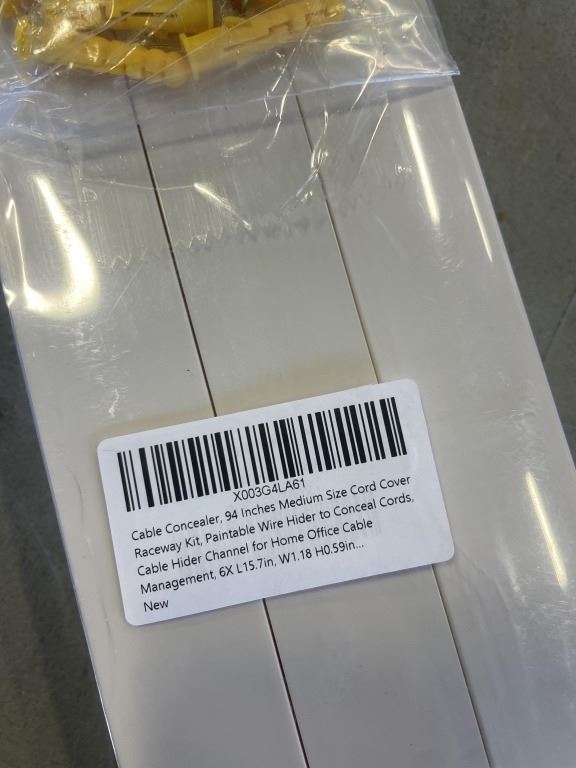 X003G4LA61
Cable Concealer, 94 Inches Medium Size Cord Cover
Raceway Kit, Paintable Wire Hider to Conceal Cords,
Cable Hider Channel for Home Office Cable
Management, 6X L15.7in, W1.18 H0.59in...
New